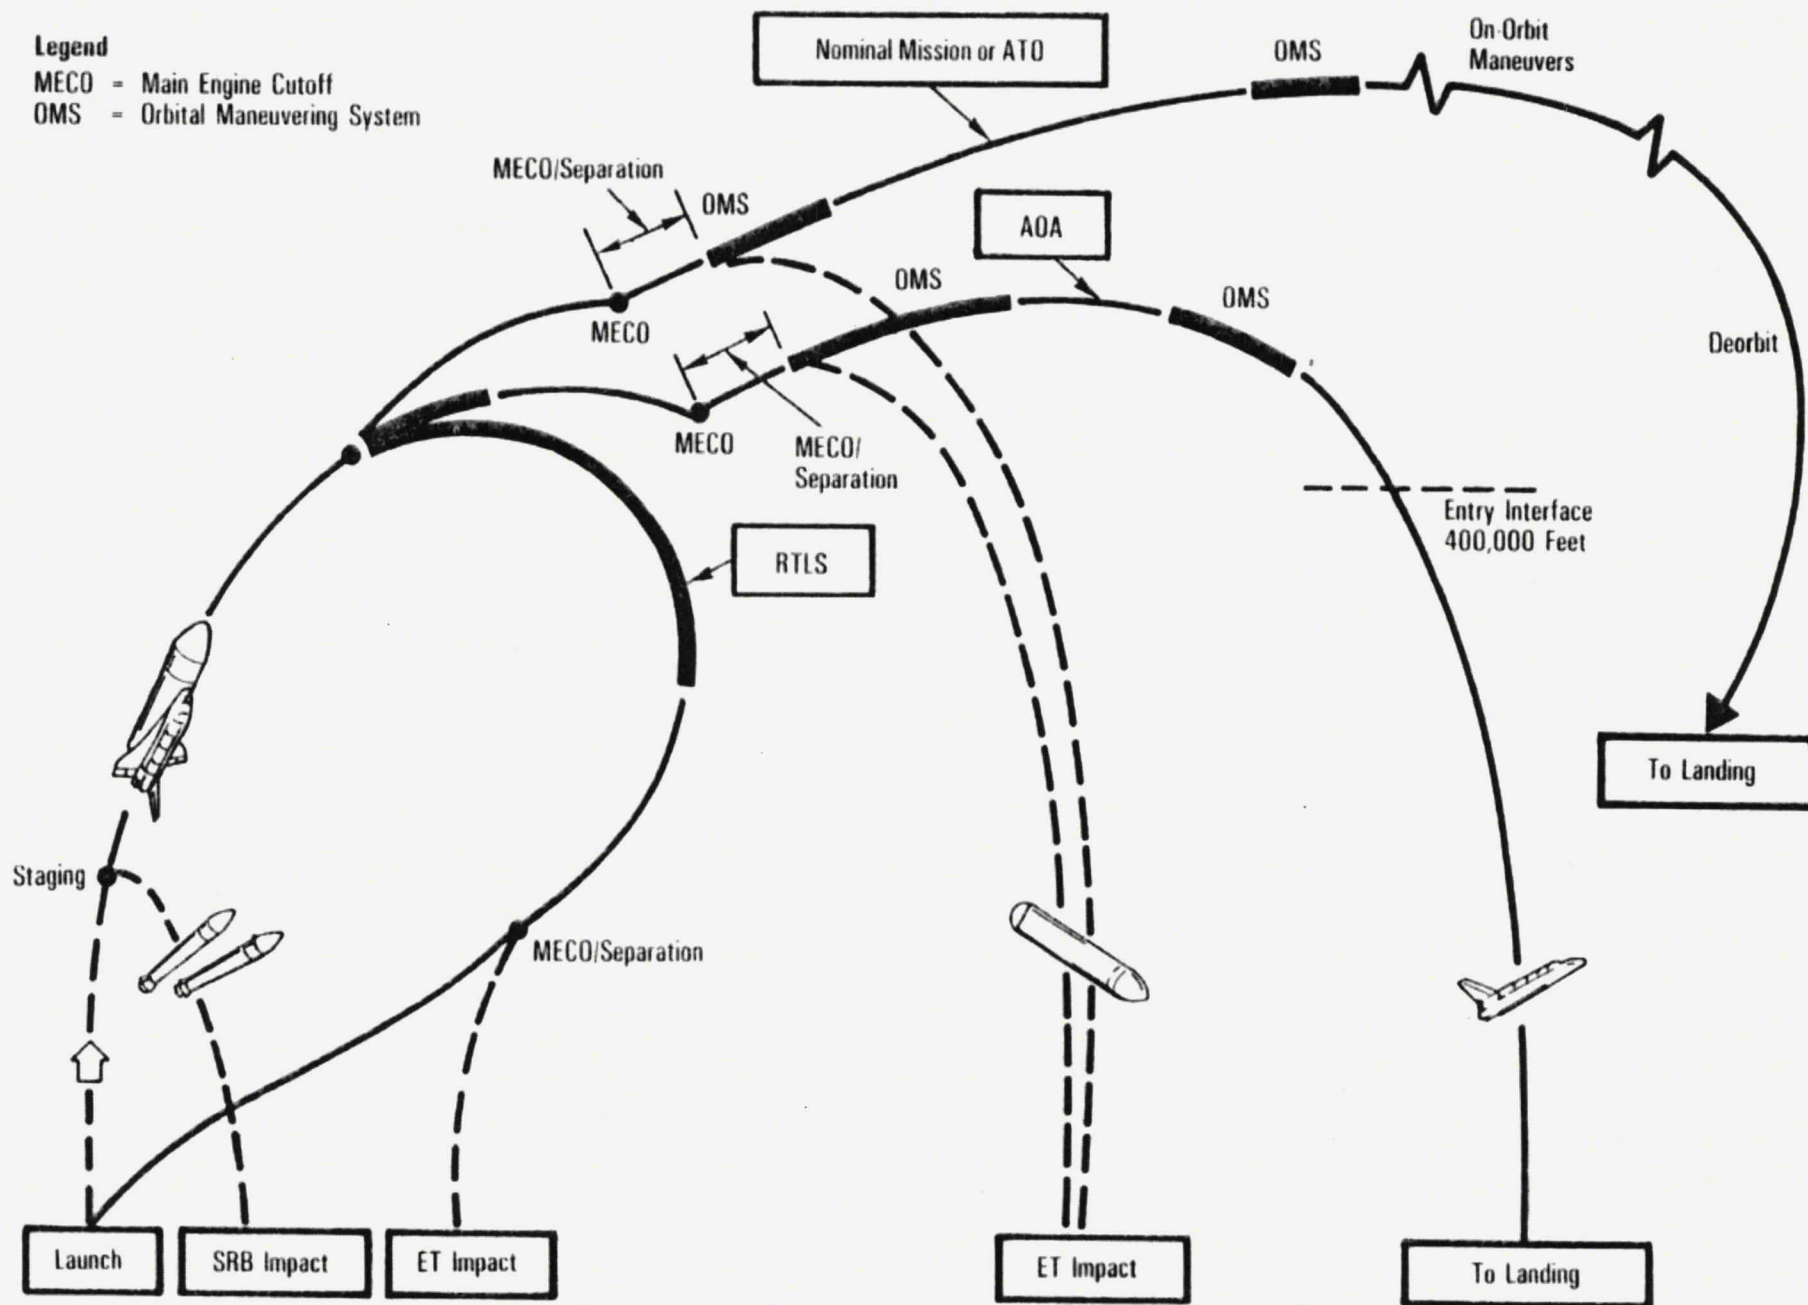 Legend
MECO = Main Engine Cutoff
OMS = Orbital Maneuvering System
Nominal Mission or ATO
OMS
On-Orbit
Maneuvers
MECO/Separation
OMS
MECO
AOA
OMS
OMS
MECO
MECO/
Separation
Deorbit
Entry Interface
400,000 Feet
RTLS
To Landing
Staging
MECO/Separation
Launch
SRB Impact
ET Impact
ET Impact
To Landing